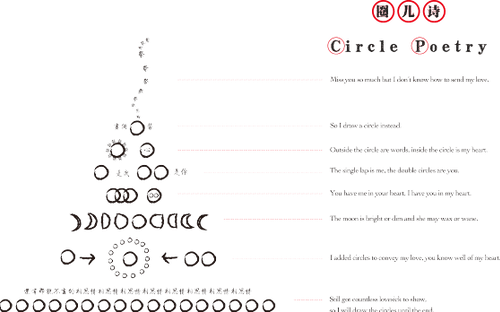 圈儿诗
Circle Poetry
Miss you so much but I don't know how to send my love,
So I draw a circle instead
Outside the circle are words, inside the circle is my heart.
The single lap is me, the double circles are you.
You have me in your heart, I have you in my heart.
The moon is bright or dim and she may wax or wane.
I added circles to convey my love, you know well of my heart.
Still got countless lovesick to show,
so I will draw the circles until the end.